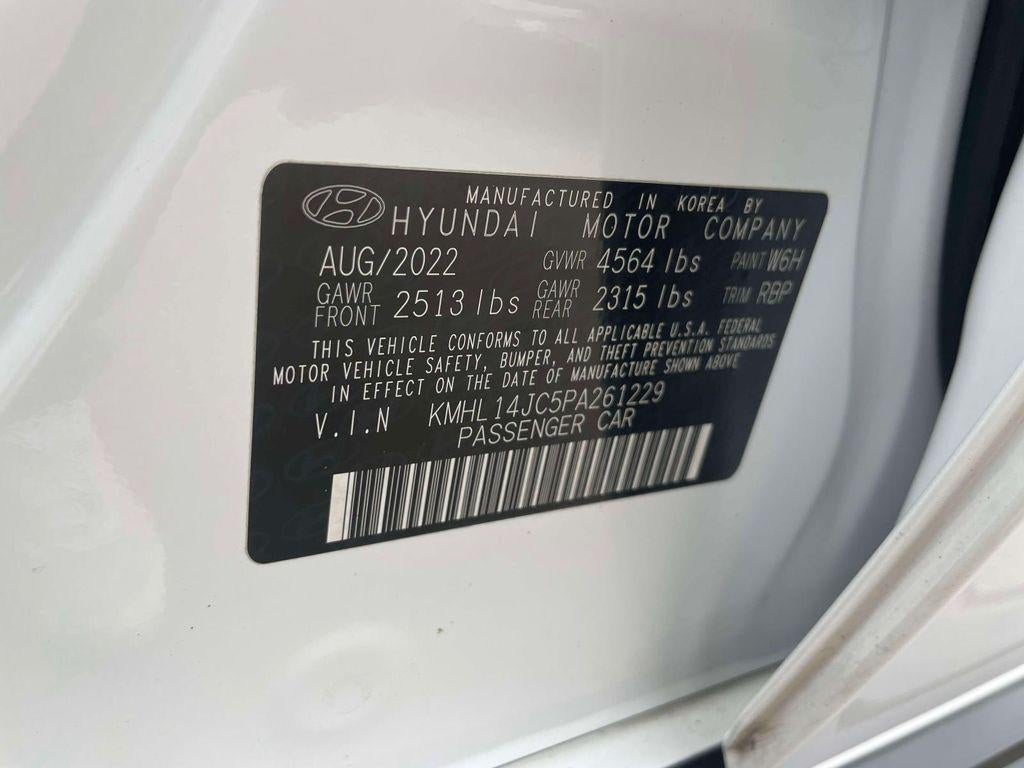 MANUFACTURED IN KOREA BY
HYUNDAI MOTOR COMPANY
AUG/2022 GVWR 4564 lbs PAINT W6H
GAWR FRONT 2513 lbs GAWR REAR 2315 lbs TRIM RBP
THIS VEHICLE CONFORMS TO ALL APPLICABLE U.S.A. FEDERAL
MOTOR VEHICLE SAFETY, BUMPER, AND THEFT PREVENTION STANDARDS
IN EFFECT ON THE DATE OF MANUFACTURE SHOWN ABOVE
V.I.N KMHL14JC5PA261229
PASSENGER CAR